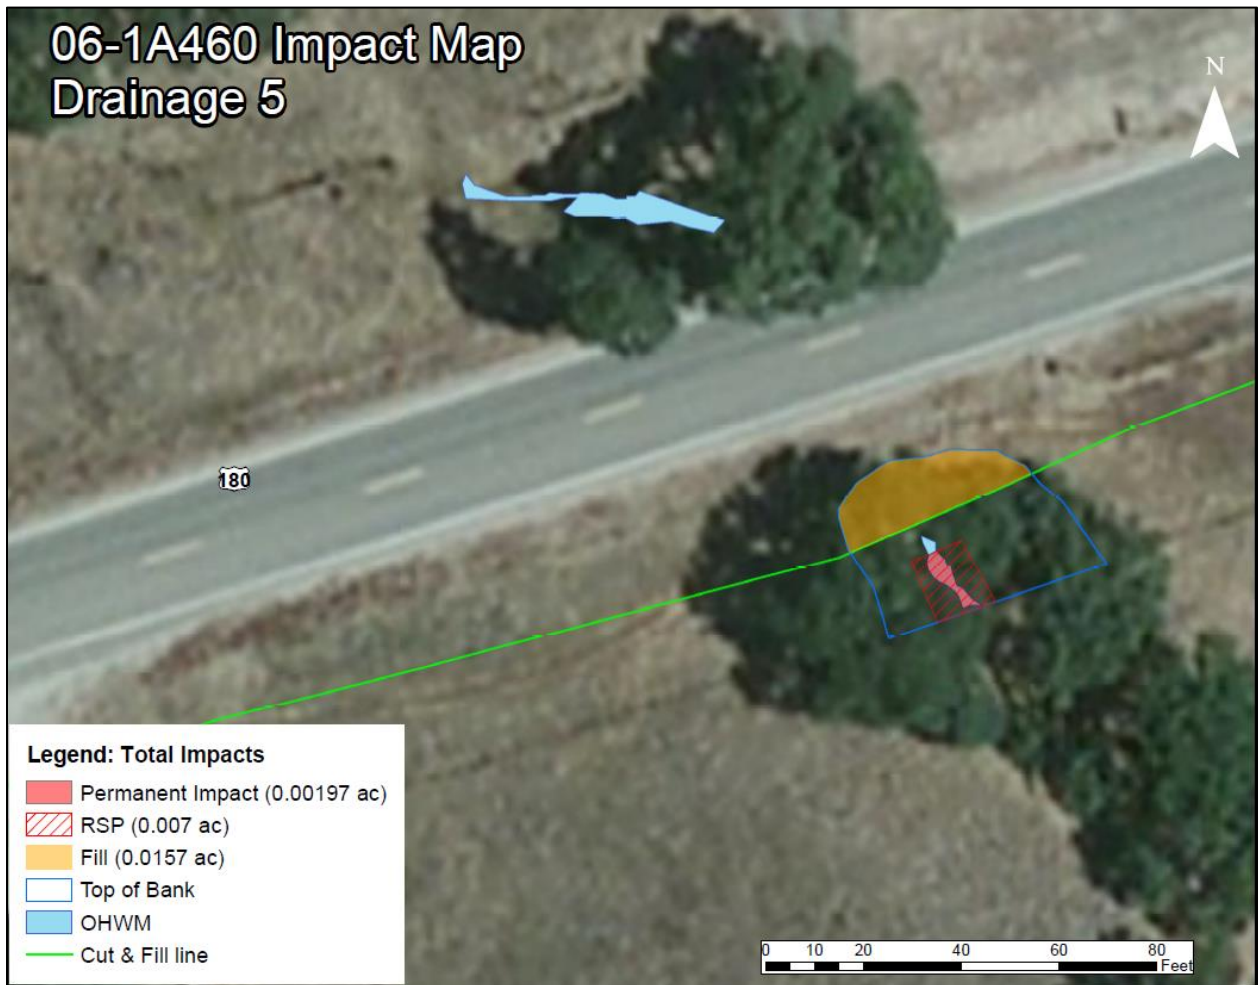 06-1A460 Impact Map
Drainage 5
N
180
Legend: Total Impacts
Permanent Impact (0.00197 ac)
RSP (0.007 ac)
Fill (0.0157 ac)
Top of Bank
OHWM
Cut & Fill line
0 10 20 40 60 80
Feet